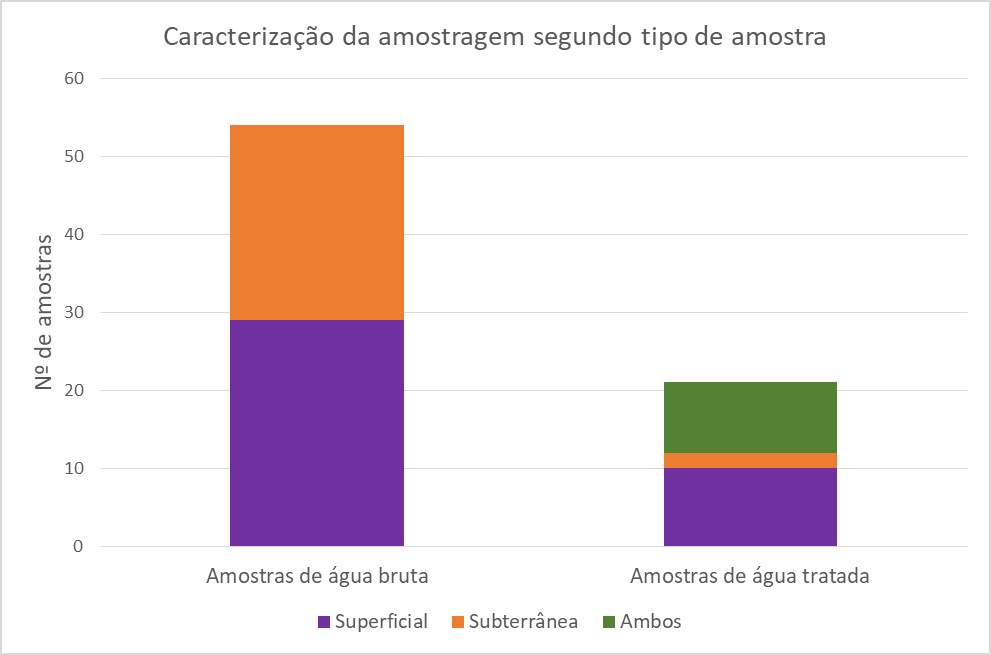 Caracterização da amostragem segundo tipo de amostra
60
50
40
30
20
10
0
Nº de amostras
Amostras de água bruta
Amostras de água tratada
Superficial
Subterrânea
Ambos